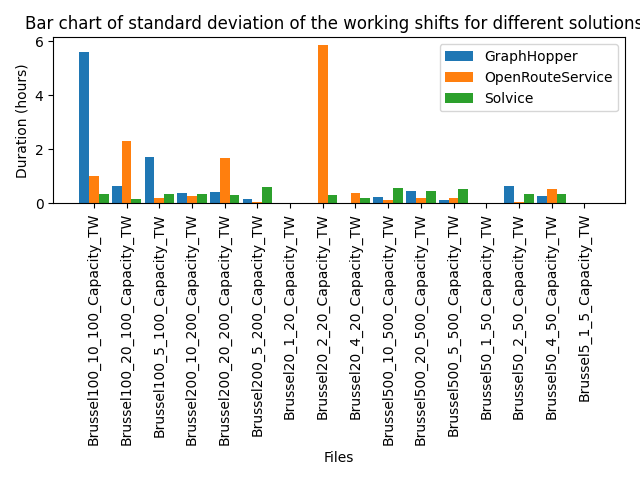 Bar chart of standard deviation of the working shifts for different solutions
Duration (hours)
6
4
2
0
GraphHopper
OpenRouteService
Solvice
Brussel100_10_100_Capacity_TW
Brussel100_20_100_Capacity_TW
Brussel100_5_100_Capacity_TW
Brussel200_10_200_Capacity_TW
Brussel200_20_200_Capacity_TW
Brussel200_5_200_Capacity_TW
Brussel20_1_20_Capacity_TW
Brussel20_2_20_Capacity_TW
Brussel20_4_20_Capacity_TW
Brussel500_10_500_Capacity_TW
Brussel500_20_500_Capacity_TW
Brussel500_5_500_Capacity_TW
Brussel50_1_50_Capacity_TW
Brussel50_2_50_Capacity_TW
Brussel50_4_50_Capacity_TW
Brussel5_1_5_Capacity_TW
Files